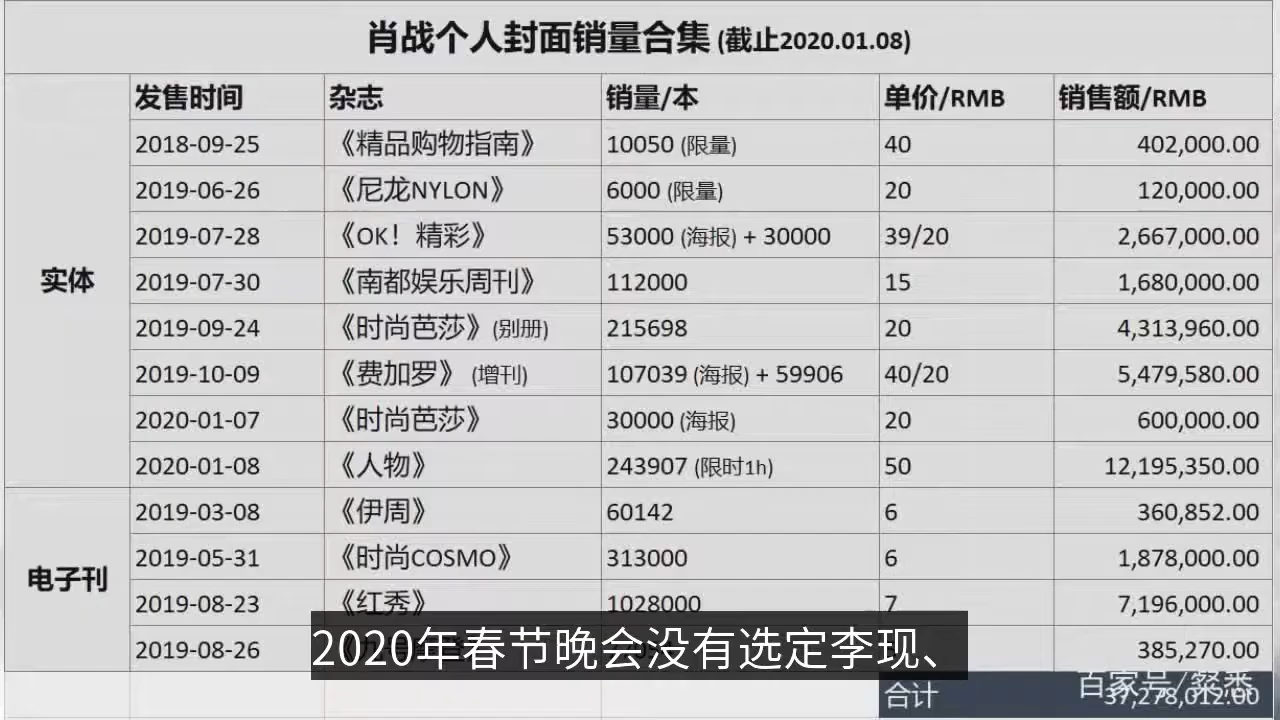 肖战个人封面销量合集 (截止2020.01.08)
发售时间 杂志 销量/本 单价/RMB 销售额/RMB
实体
2018-09-25 《精品购物指南》 10050 (限量) 40 402,000.00
2019-06-26 《尼龙NYLON》 6000 (限量) 20 120,000.00
2019-07-28 《OK！精彩》 53000 (海报) + 30000 39/20 2,667,000.00
2019-07-30 《南都娱乐周刊》 112000 15 1,680,000.00
2019-09-24 《时尚芭莎》(别册) 215698 20 4,313,960.00
2019-10-09 《费加罗》 (增刊) 107039 (海报) + 59906 40/20 5,479,580.00
2020-01-07 《时尚芭莎》 30000 (海报) 20 600,000.00
2020-01-08 《人物》 243907 (限时1h) 50 12,195,350.00
电子刊
2019-03-08 《伊周》 60142 6 360,852.00
2019-05-31 《时尚COSMO》 313000 6 1,878,000.00
2019-08-23 《红秀》 1028000 7 7,196,000.00
2019-08-26 385,270.00
2020年春节晚会没有选定李现、
合计 37,278,012.00
百家号/粲悉